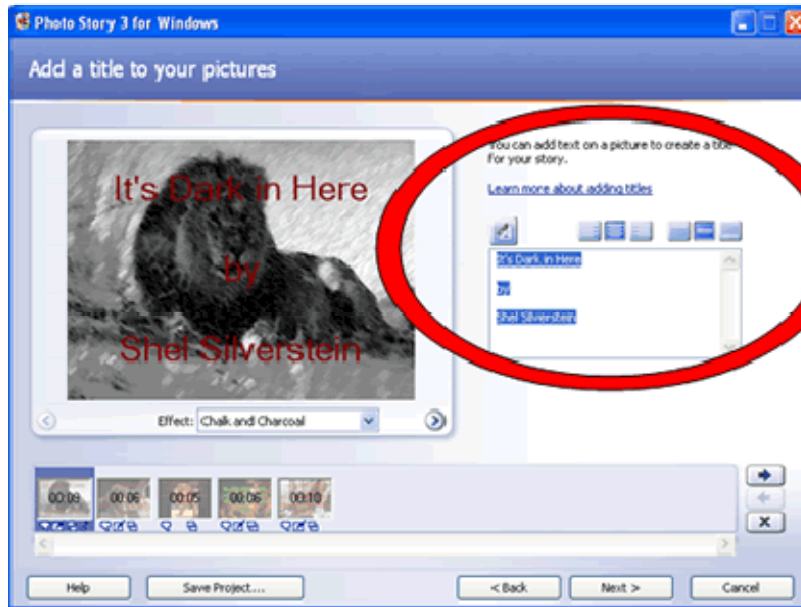 Photo Story 3 for Windows
Add a title to your pictures
It's Dark in Here
by
Shel Silverstein
Effect: Chalk and Charcoal
You can add text on a picture to create a title
For your story.
Learn more about adding titles
It's Dark in Here
by
Shel Silverstein
00:09 00:06 00:05 00:06 00:10
Help Save Project.... < Back Next > Cancel